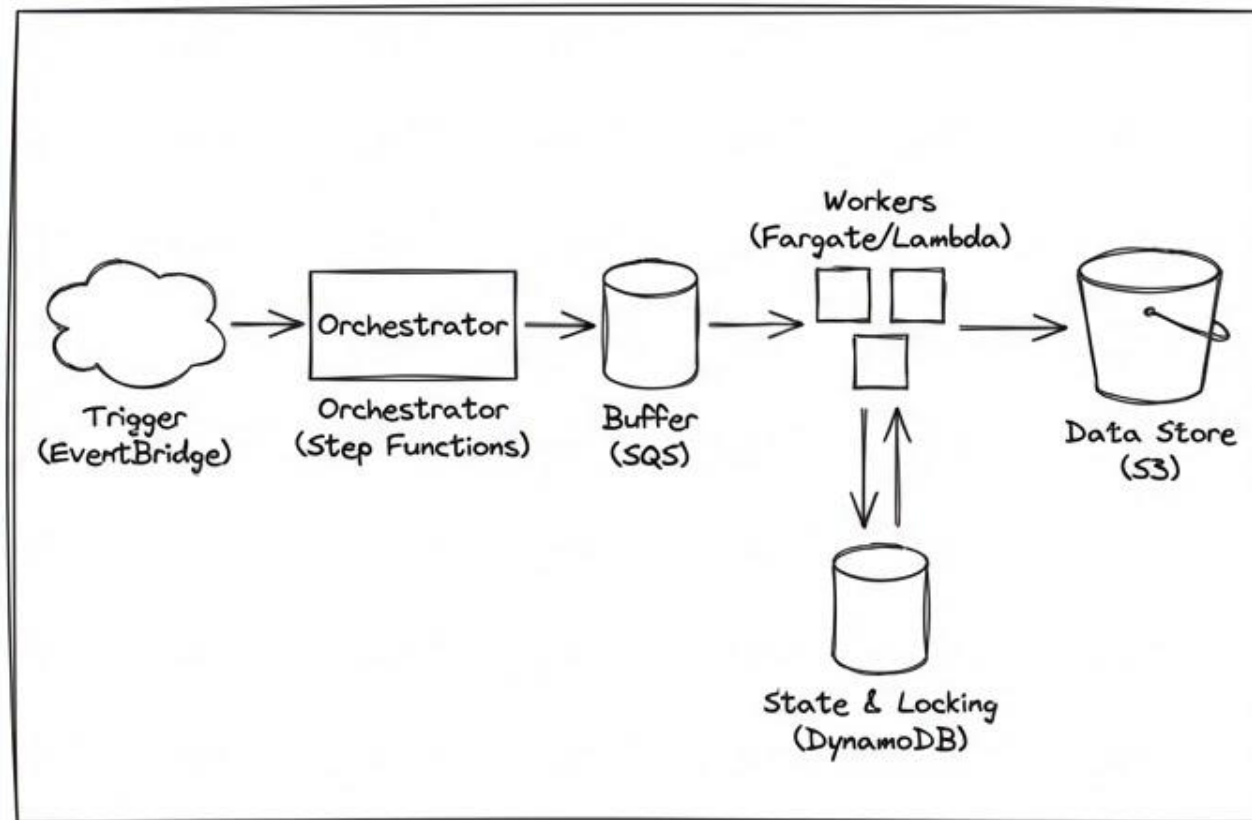 Workers
(Fargate/Lambda)
Orchestrator
Trigger
(EventBridge)
Orchestrator
(Step Functions)
Buffer
(SQS)
Data Store
(S3)
State & Locking
(DynamoDB)